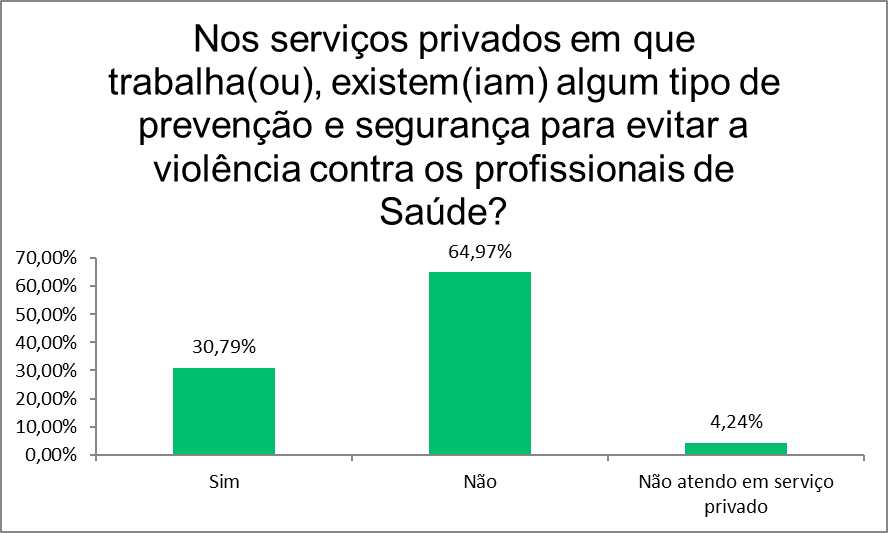 Nos serviços privados em que
trabalha(ou), existem(iam) algum tipo de
prevenção e segurança para evitar a
violência contra os profissionais de
Saúde?
70,00%
60,00%
50,00%
40,00%
30,00%
20,00%
10,00%
0,00%
30,79%
64,97%
4,24%
Sim
Não
Não atendo em serviço
privado